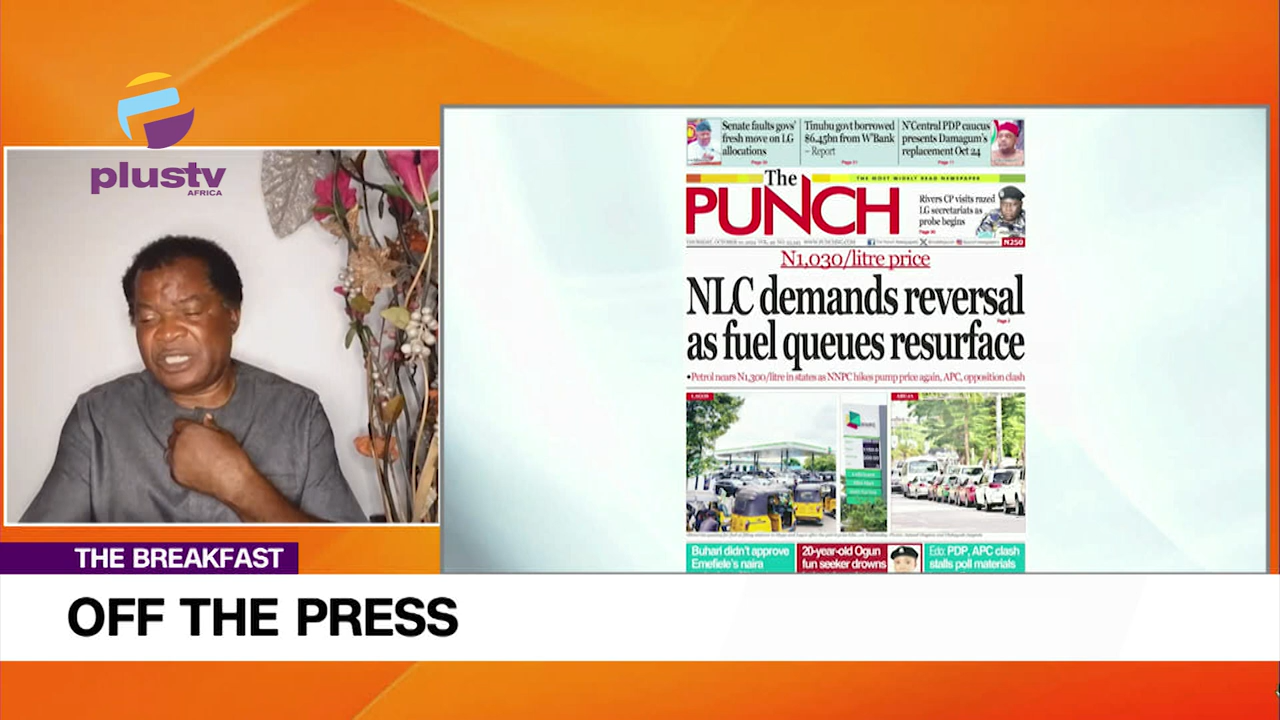 plustv
AFRICA
Senate faults govs'
fresh move on LG
allocations
Page 20
Tinubu govt borrowed
$6.45bn from W'Bank
– Report
N'Central PDP caucus
presents Damagum's
replacement Oct 24
The
PUNCH
THE MOST WIDELY READ NEWSPAPER
Rivers CP visits razed
LG secretariats as
probe begins
N250
N1,030/litre price
NLC demands reversal
as fuel queues resurface
•Petrol nears N1,300/litre in states as NNPC hikes pump price again, APC, opposition clash
LAGOS
ABUJA
Buhari didn't approve
Emefiele's naira
20-year-old Ogun
fun seeker drowns
Edo: PDP, APC clash
stalls poll materials
THE BREAKFAST
OFF THE PRESS